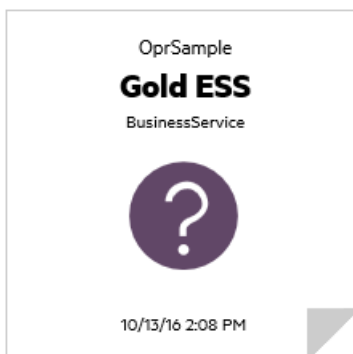 OprSample
Gold ESS
BusinessService
?
10/13/16 2:08 PM